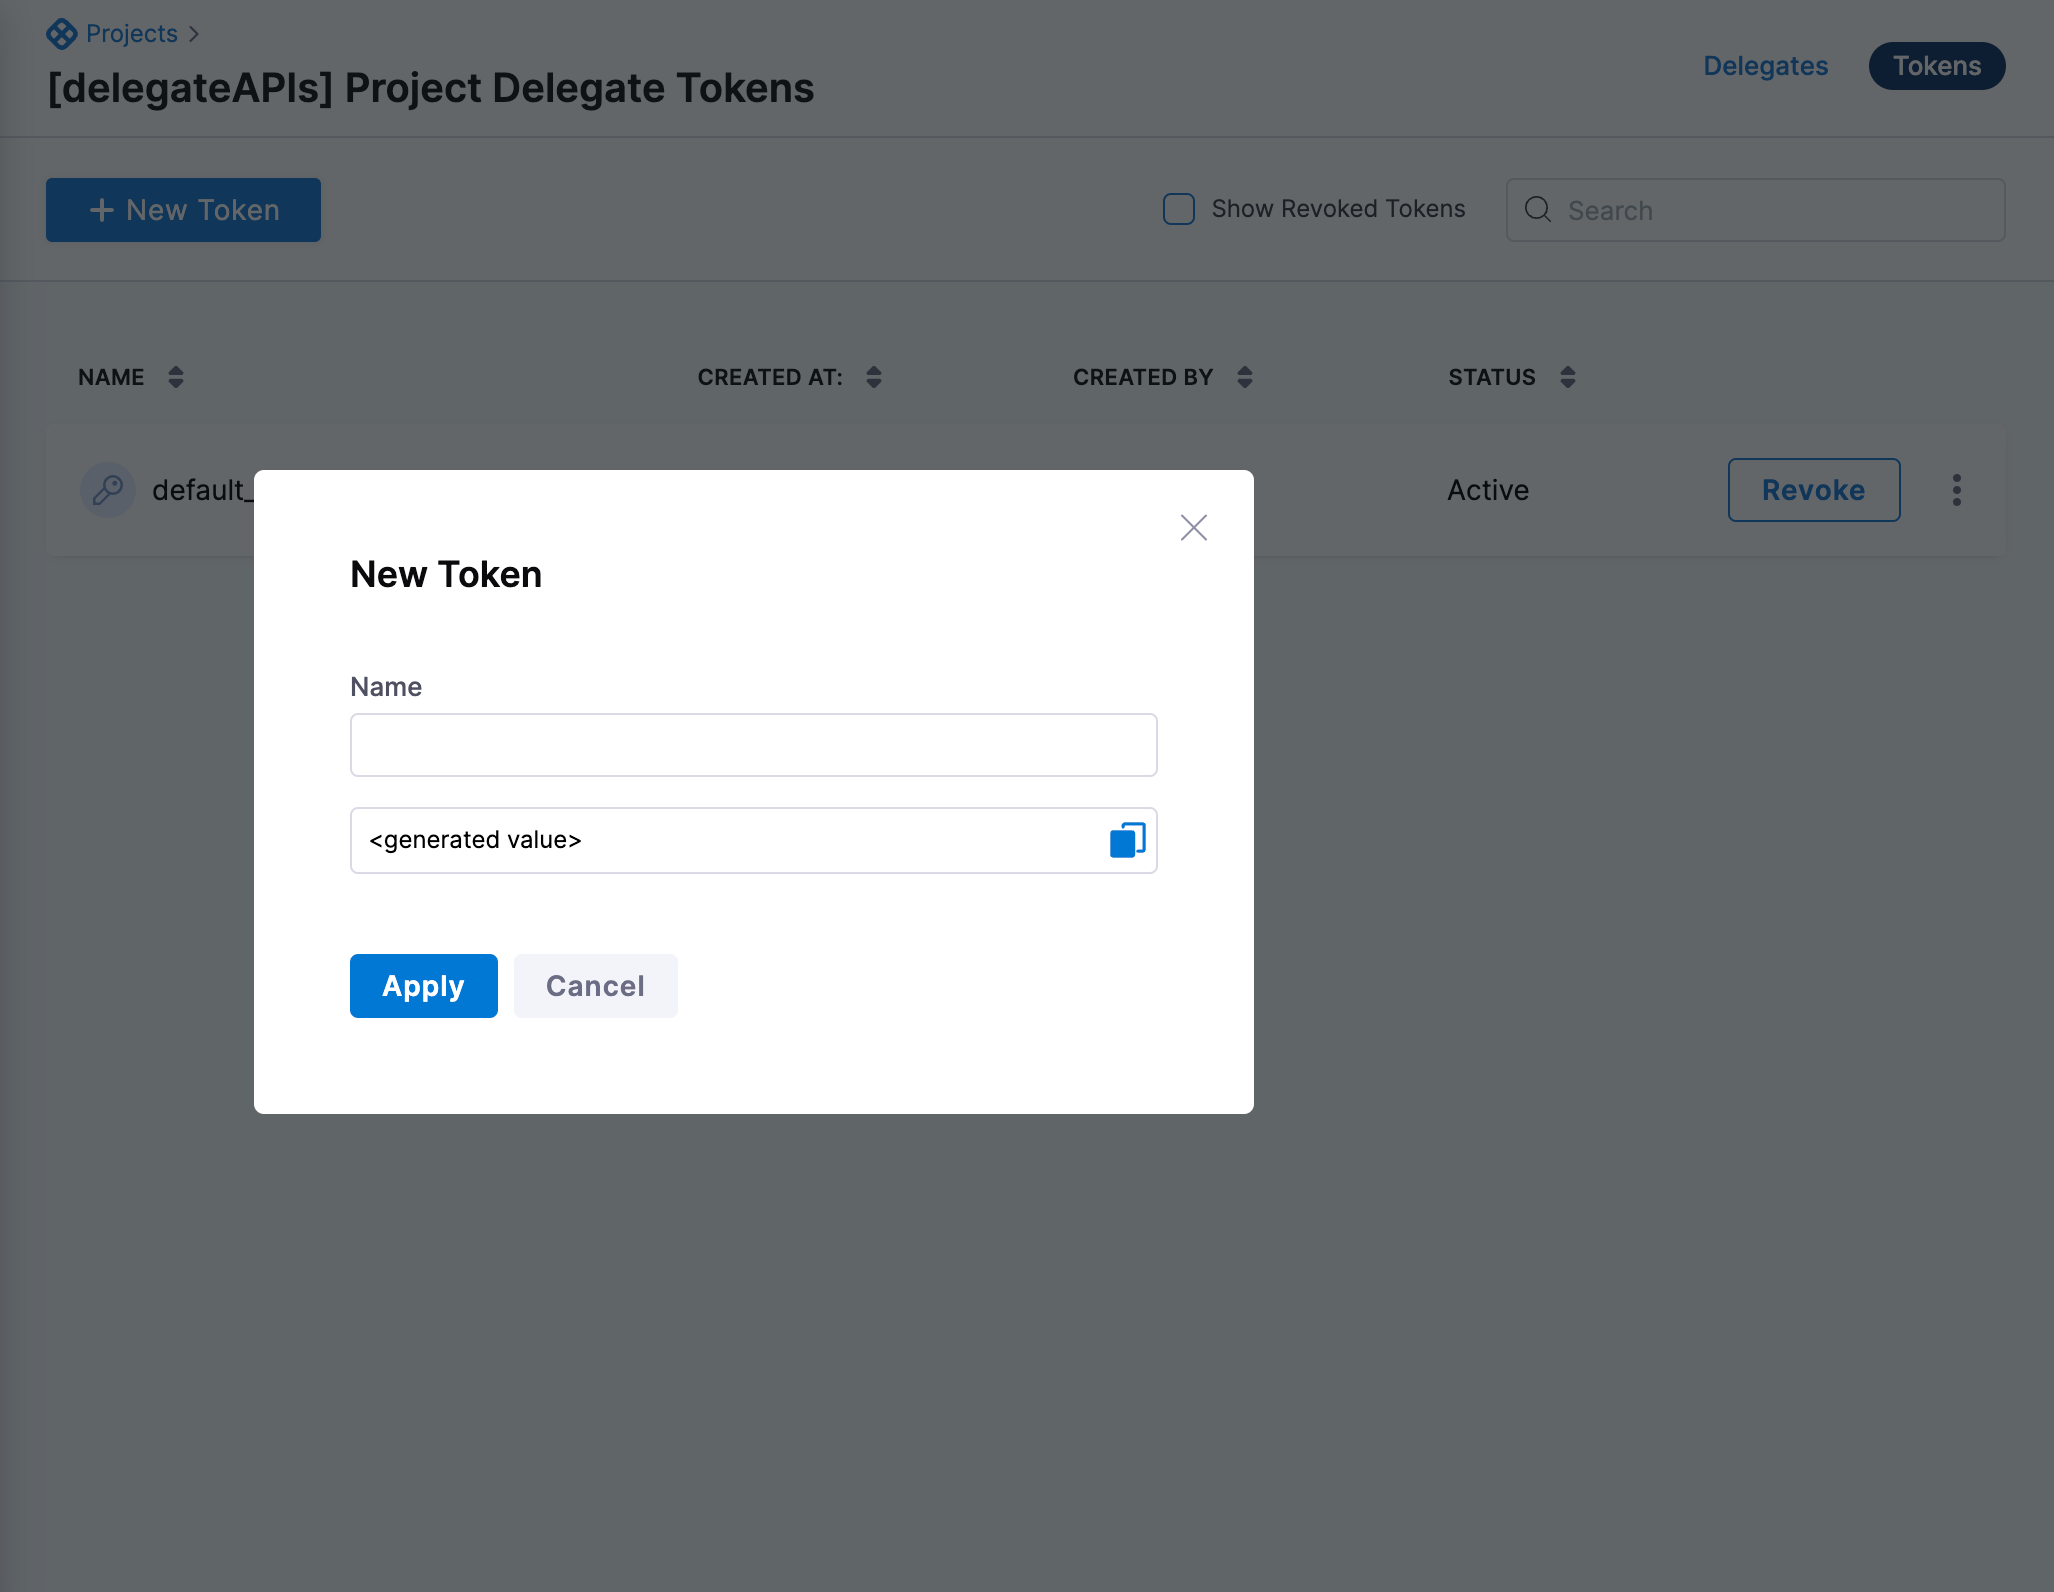 Projects
[delegateAPIs] Project Delegate Tokens
Delegates
Tokens
+ New Token
Show Revoked Tokens
Search
NAME
CREATED AT:
CREATED BY
STATUS
default_
Active
Revoke
New Token
Name
<generated value>
Apply
Cancel